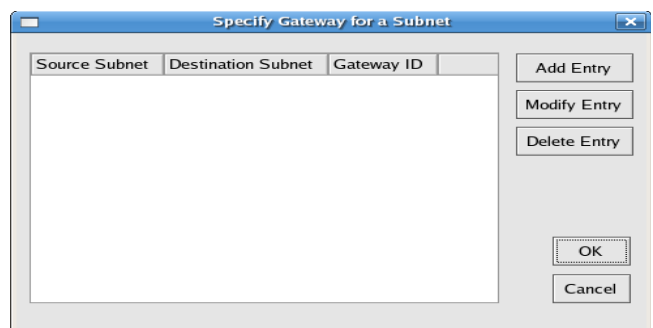 Specify Gateway for a Subnet
Source Subnet Destination Subnet Gateway ID
Add Entry
Modify Entry
Delete Entry
OK
Cancel